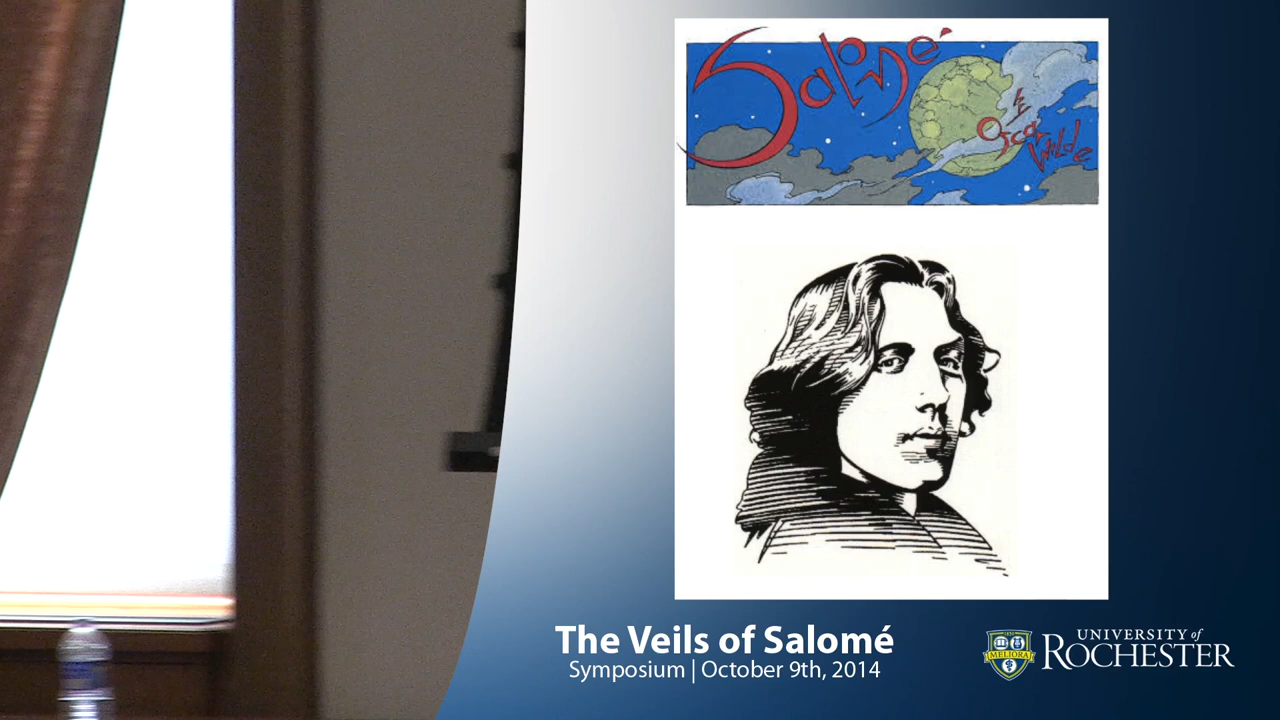 Salomé
by
Oscar
Wilde
The Veils of Salomé
Symposium | October 9th, 2014
MELIORA
UNIVERSITY of
ROCHESTER